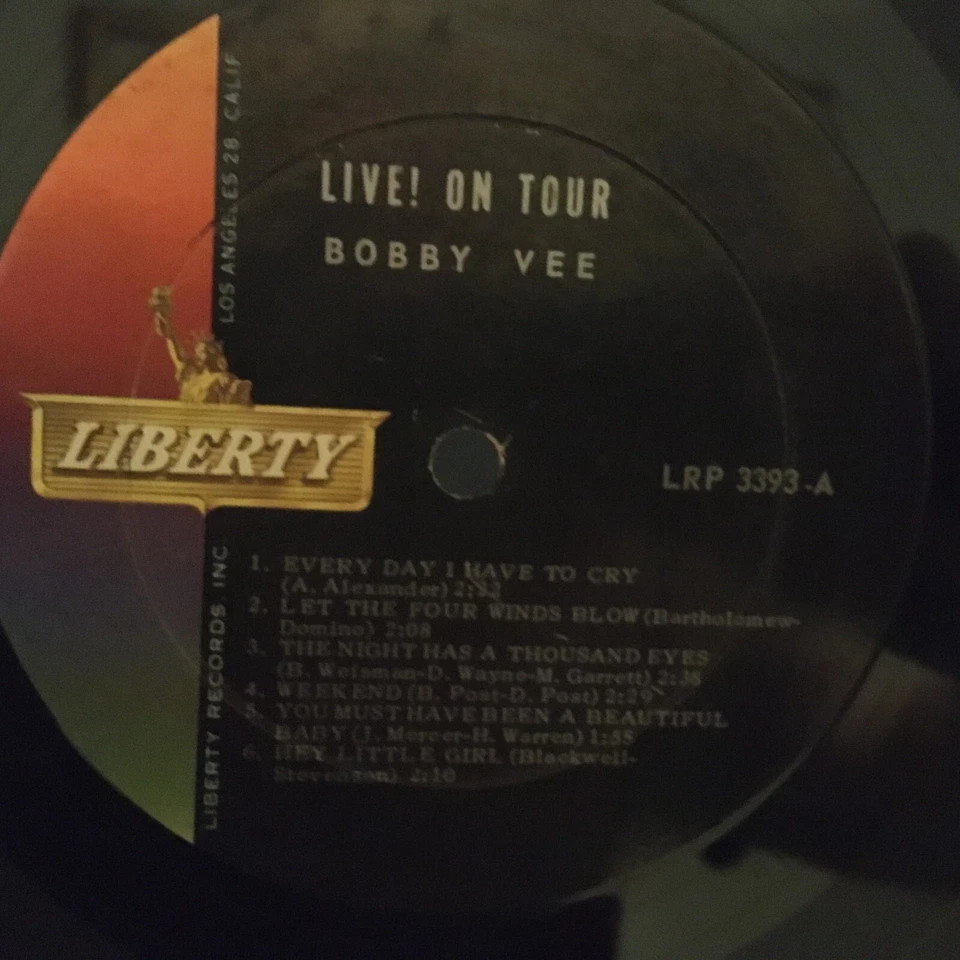 LIVE! ON TOUR
BOBBY VEE
LOS ANGELES 28, CALIF
LIBERTY
LRP 3393-A
LIBERTY RECORDS, INC
1. EVERY DAY I HAVE TO CRY
(A. Alexander) 2:32
2. LET THE FOUR WINDS BLOW (Bartholomew-
Domino) 2:08
3. THE NIGHT HAS A THOUSAND EYES
(B. Weisman-D. Wayne-M. Garrett) 2:38
4. WEEKEND (B. Post-D. Post) 2:29
5. YOU MUST HAVE BEEN A BEAUTIFUL
BABY (J. Mercer-H. Warren) 1:55
6. HEY LITTLE GIRL (Blackwell-
Stevenson) 2:10